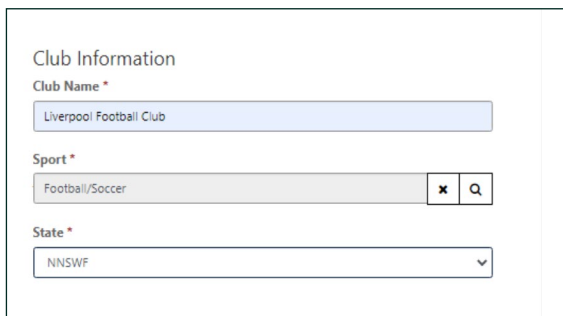 Club Information
Club Name *
Liverpool Football Club
Sport *
Football/Soccer
State *
NNSWF